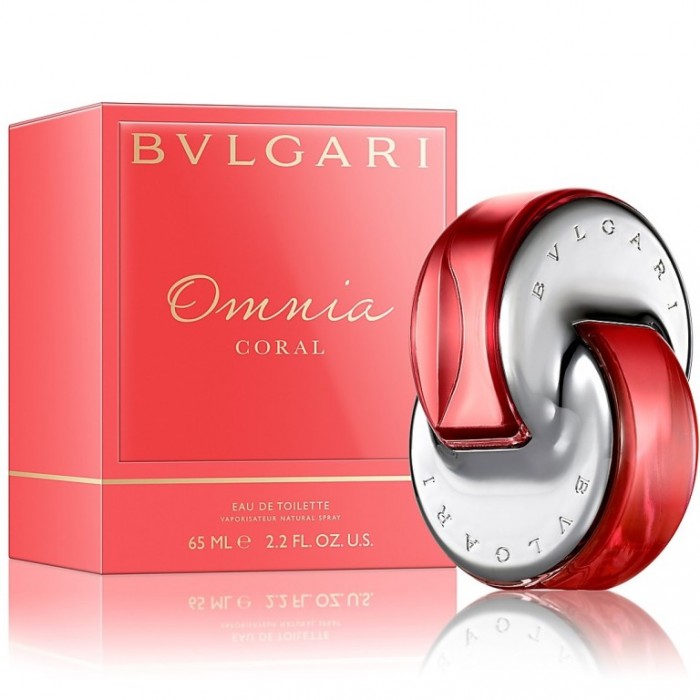 BVLGARI
Omnia
CORAL
EAU DE TOILETTE
VAPORISATEUR NATURAL SPRAY
65 ML ℮ 2.2 FL. OZ. U.S.
BVLGARI
BVLGARI